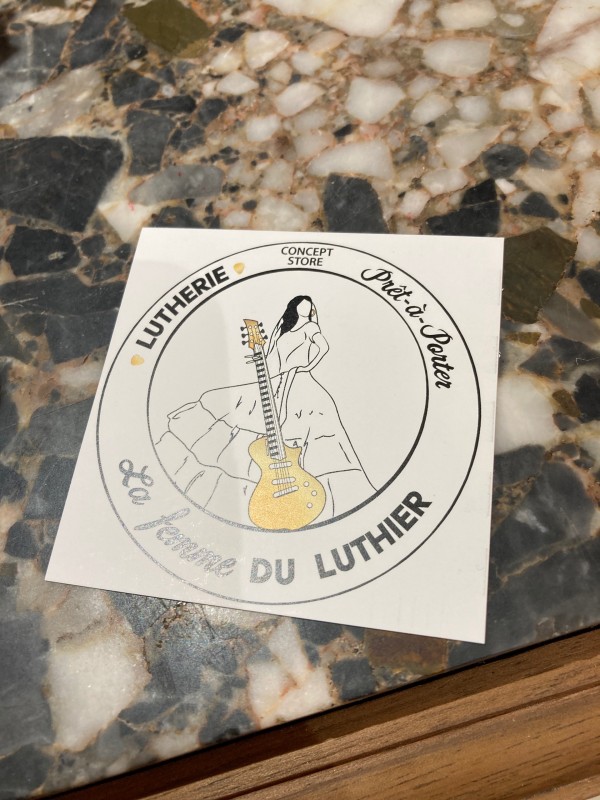 LUTHERIE
CONCEPT
STORE
Prêt-à-Porter
La femme DU LUTHIER